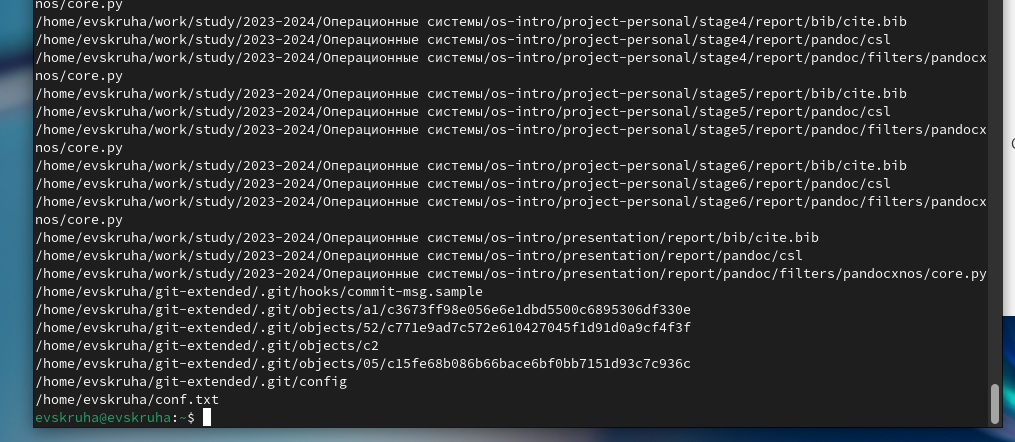 nos/core.py
/home/evskruha/work/study/2023-2024/Операционные системы/os-intro/project-personal/stage4/report/bib/cite.bib
/home/evskruha/work/study/2023-2024/Операционные системы/os-intro/project-personal/stage4/report/pandoc/csl
/home/evskruha/work/study/2023-2024/Операционные системы/os-intro/project-personal/stage4/report/pandoc/filters/pandocx
nos/core.py
/home/evskruha/work/study/2023-2024/Операционные системы/os-intro/project-personal/stage5/report/bib/cite.bib
/home/evskruha/work/study/2023-2024/Операционные системы/os-intro/project-personal/stage5/report/pandoc/csl
/home/evskruha/work/study/2023-2024/Операционные системы/os-intro/project-personal/stage5/report/pandoc/filters/pandocx
nos/core.py
/home/evskruha/work/study/2023-2024/Операционные системы/os-intro/project-personal/stage6/report/bib/cite.bib
/home/evskruha/work/study/2023-2024/Операционные системы/os-intro/project-personal/stage6/report/pandoc/csl
/home/evskruha/work/study/2023-2024/Операционные системы/os-intro/project-personal/stage6/report/pandoc/filters/pandocx
nos/core.py
/home/evskruha/work/study/2023-2024/Операционные системы/os-intro/presentation/report/bib/cite.bib
/home/evskruha/work/study/2023-2024/Операционные системы/os-intro/presentation/report/pandoc/csl
/home/evskruha/work/study/2023-2024/Операционные системы/os-intro/presentation/report/pandoc/filters/pandocxnos/core.py
/home/evskruha/git-extended/.git/hooks/commit-msg.sample
/home/evskruha/git-extended/.git/objects/a1/c3673ff98e056e6e1dbd5500c6895306df330e
/home/evskruha/git-extended/.git/objects/52/c771e9ad7c572e610427045f1d91d0a9cf4f3f
/home/evskruha/git-extended/.git/objects/c2
/home/evskruha/git-extended/.git/objects/05/c15fe68b086b66bace6bf0bb7151d93c7c936c
/home/evskruha/git-extended/.git/config
/home/evskruha/conf.txt
evskruha@evskruha:~$